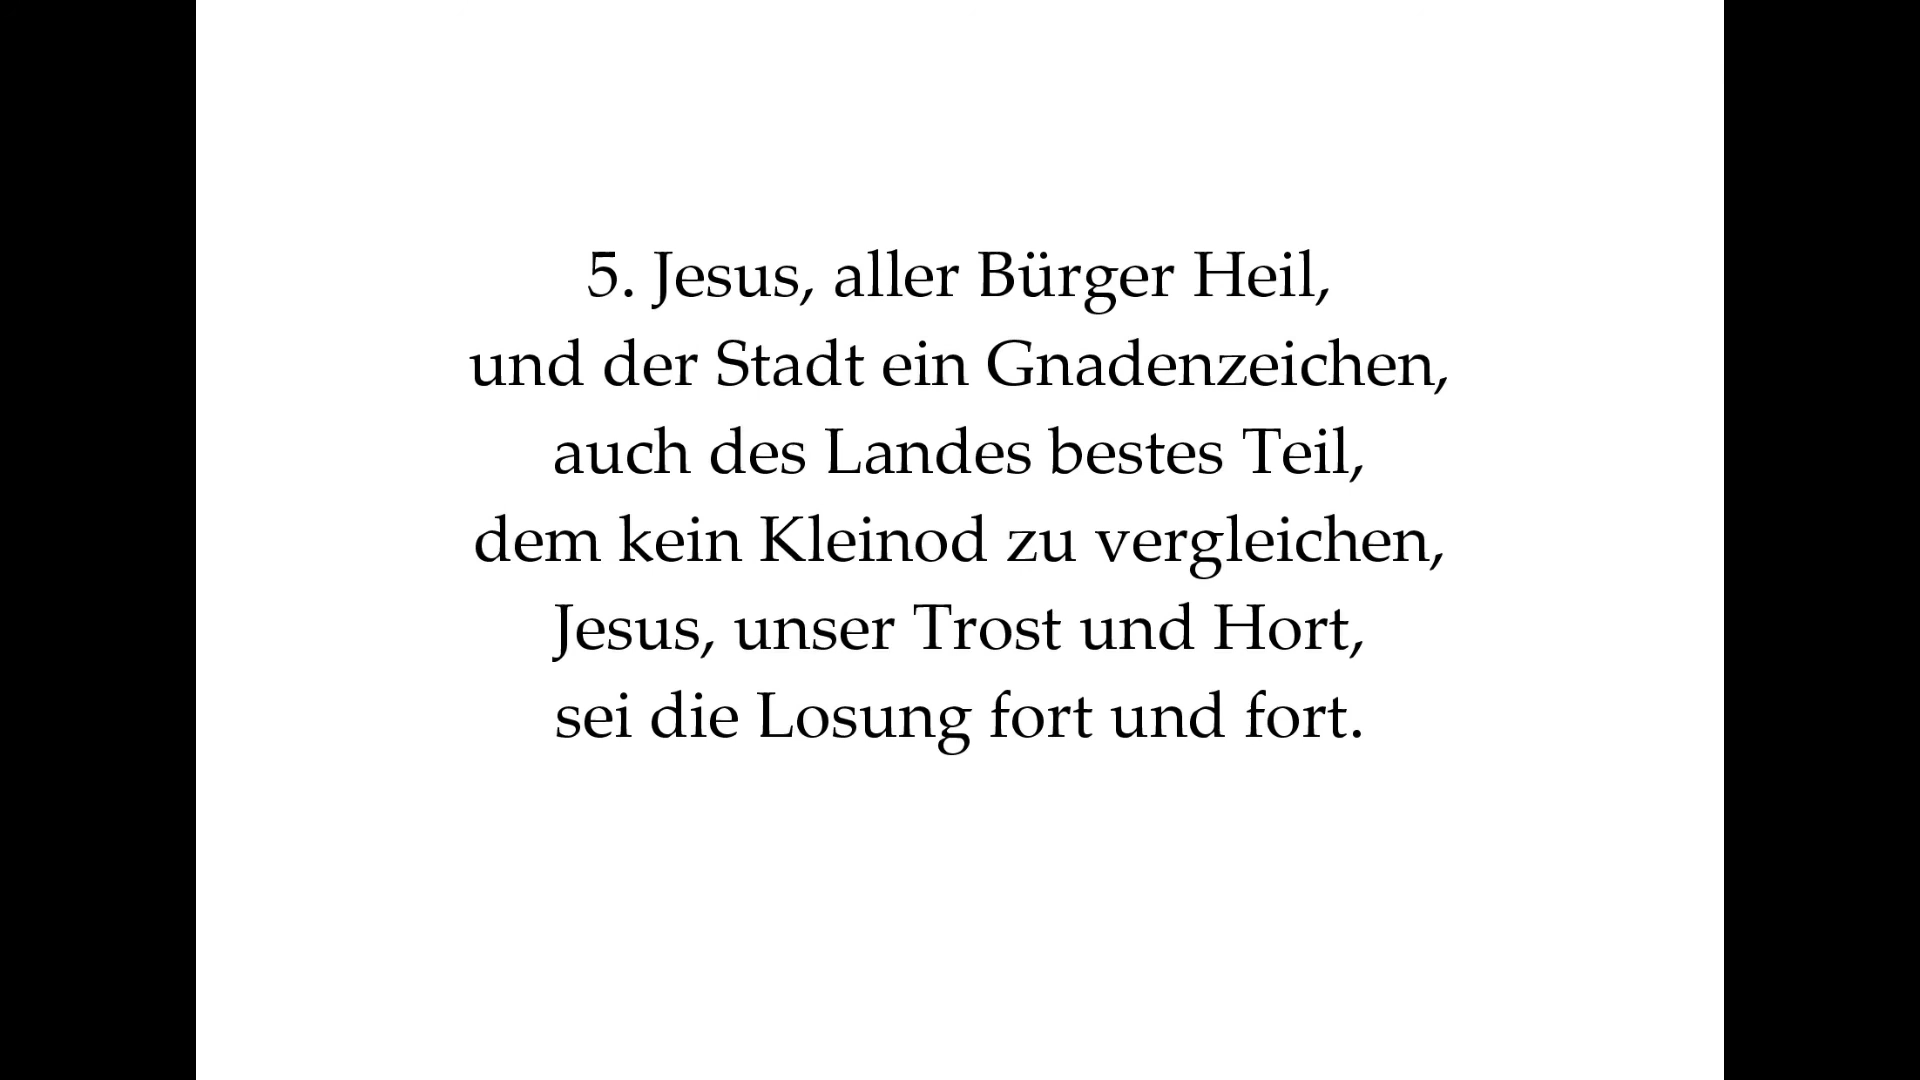 5. Jesus, aller Bürger Heil,
und der Stadt ein Gnadenzeichen,
auch des Landes bestes Teil,
dem kein Kleinod zu vergleichen,
Jesus, unser Trost und Hort,
sei die Losung fort und fort.